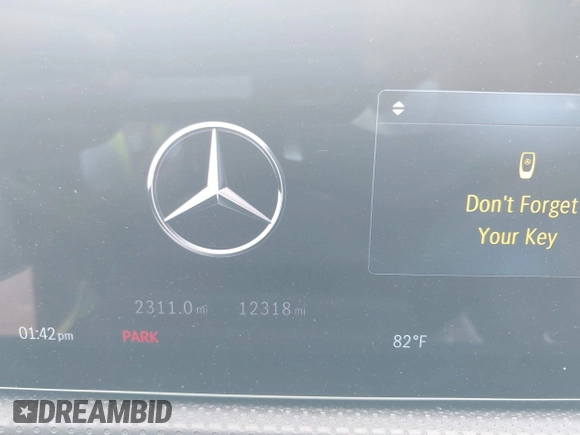 Don't Forget
Your Key
2311.0 mi 12318 mi
01:42 pm PARK 82°F
DREAMBID